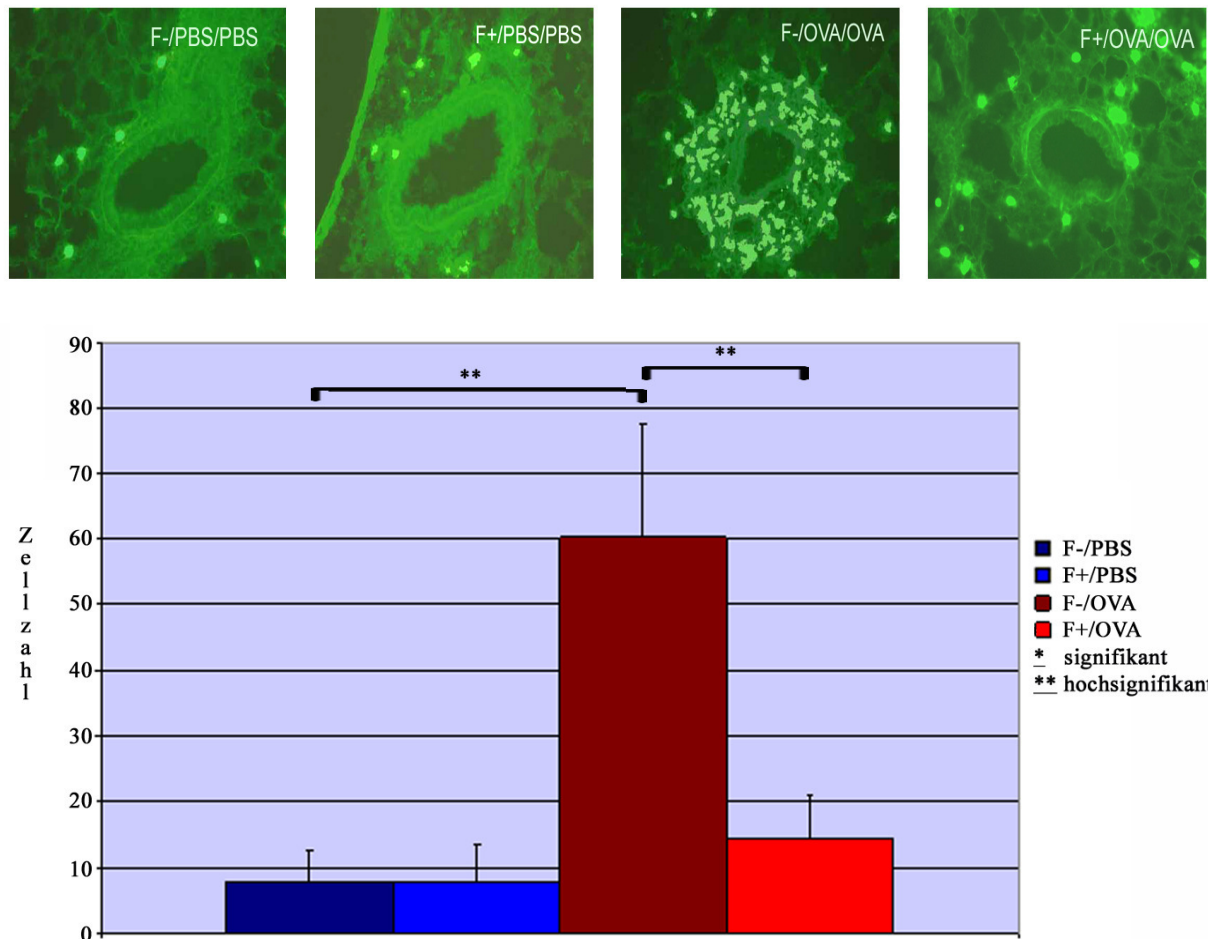 F-/PBS/PBS
F+/PBS/PBS
F-/OVA/OVA
F+/OVA/OVA
90
80
70
60
50
40
30
20
10
0
Zellzahl
**
**
F-/PBS
F+/PBS
F-/OVA
F+/OVA
* signifikant
** hochsignifikant